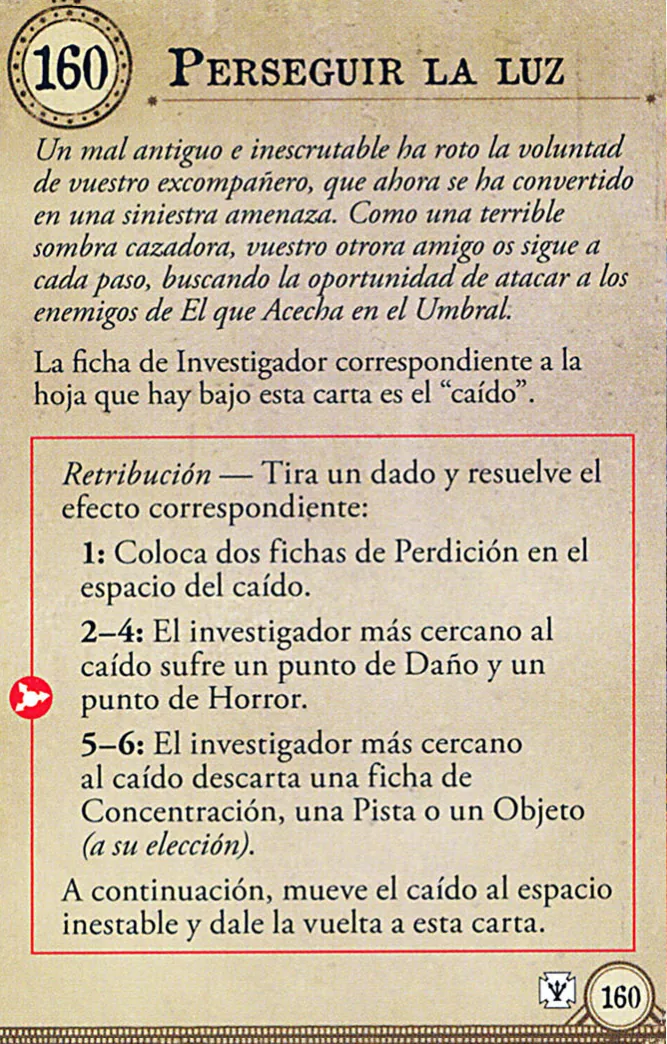 160 PERSEGUIR LA LUZ
Un mal antiguo e inescrutable ha roto la voluntad
de vuestro excompañero, que ahora se ha convertido
en una siniestra amenaza. Como una terrible
sombra cazadora, vuestro otrora amigo os sigue a
cada paso, buscando la oportunidad de atacar a los
enemigos de El que Acecha en el Umbral.
La ficha de Investigador correspondiente a la
hoja que hay bajo esta carta es el “caído”.
Retribución — Tira un dado y resuelve el
efecto correspondiente:
1: Coloca dos fichas de Perdición en el
espacio del caído.
2–4: El investigador más cercano al
caído sufre un punto de Daño y un
punto de Horror.
5–6: El investigador más cercano
al caído descarta una ficha de
Concentración, una Pista o un Objeto
(a su elección).
A continuación, mueve el caído al espacio
inestable y dale la vuelta a esta carta.
160